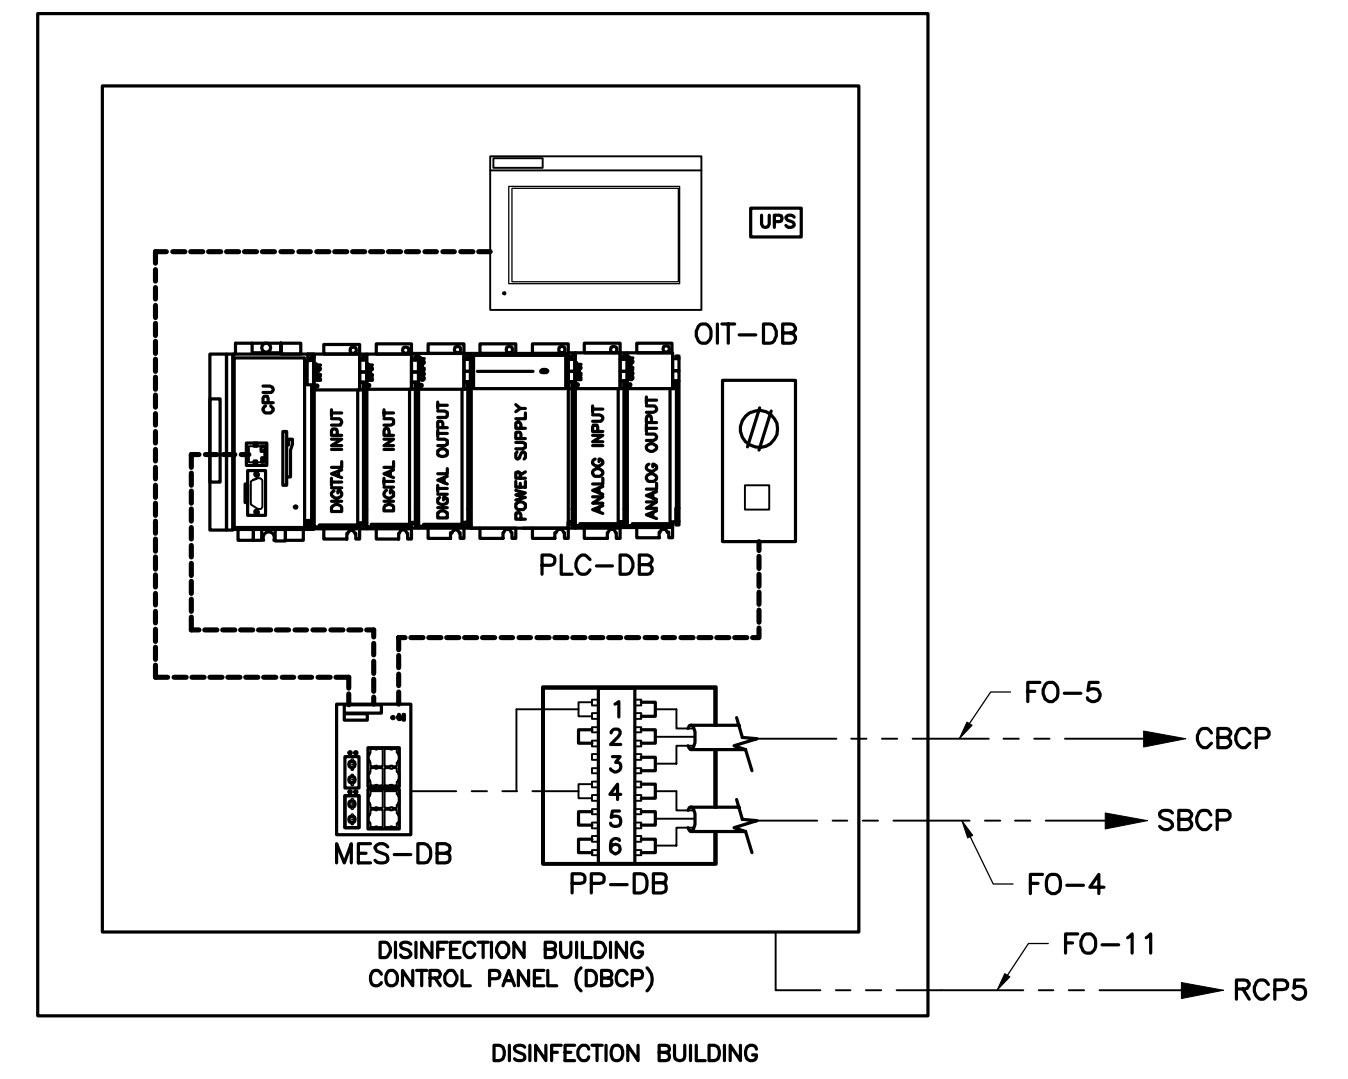 UPS
OIT-DB
CPU
DIGITAL INPUT
DIGITAL INPUT
DIGITAL OUTPUT
POWER SUPPLY
ANALOG INPUT
ANALOG OUTPUT
PLC-DB
FO-5
1
2
3
4
5
6
CBCP
SBCP
MES-DB
PP-DB
FO-4
DISINFECTION BUILDING
CONTROL PANEL (DBCP)
FO-11
RCP5
DISINFECTION BUILDING